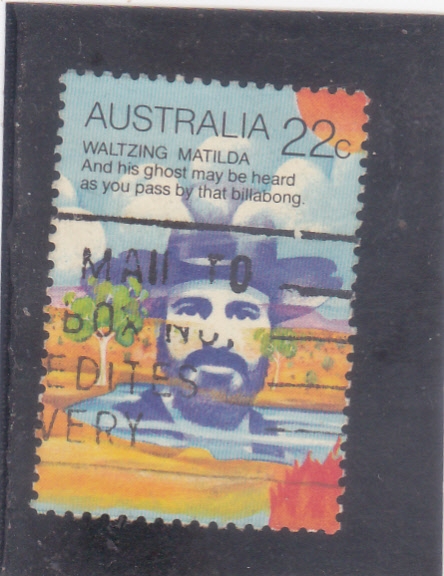 AUSTRALIA 22c
WALTZING MATILDA
And his ghost may be heard
as you pass by that billabong.
MAIL TO
BOX NO.
EDITES
VERY